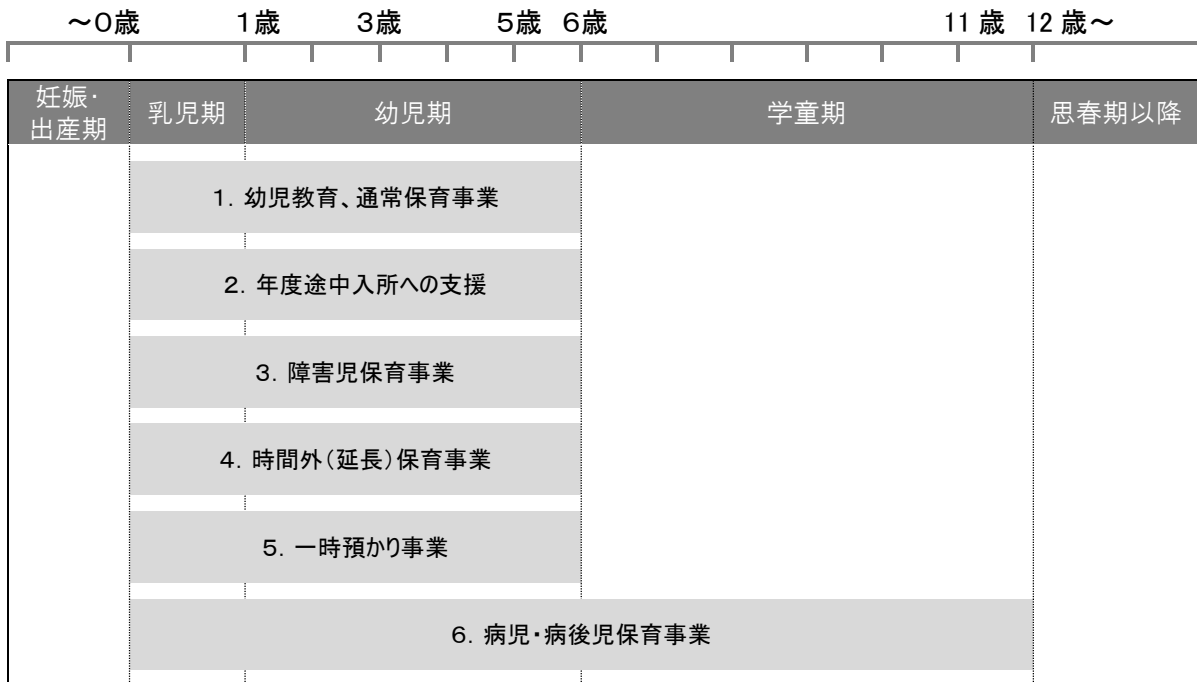 ～０歳 １歳 ３歳 ５歳 ６歳 11 歳 12 歳～
妊娠・
出産期
乳児期 幼児期 学童期 思春期以降
１．幼児教育、通常保育事業
２．年度途中入所への支援
３．障害児保育事業
４．時間外（延長）保育事業
５．一時預かり事業
６．病児・病後児保育事業